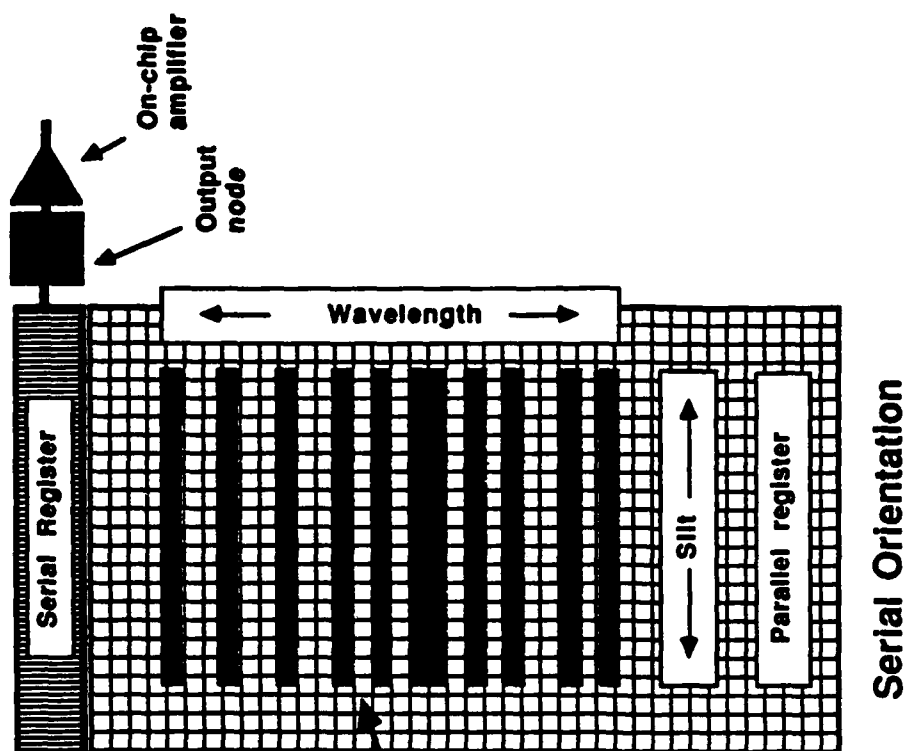 On-chip
amplifier
Output
node
Serial Register
Wavelength
Slit
Parallel register
Serial Orientation